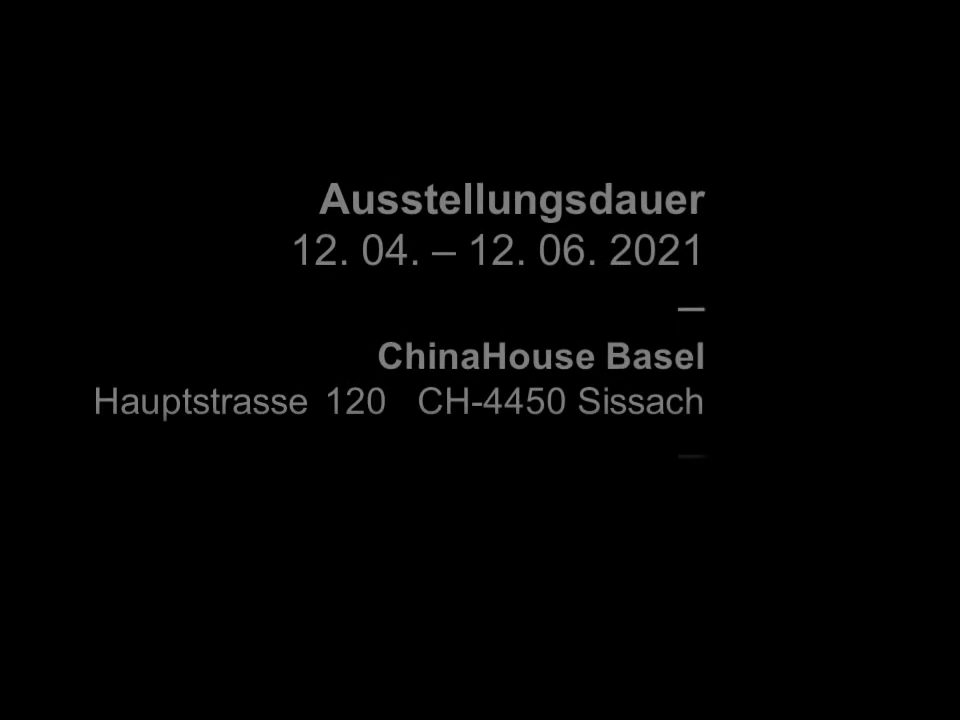 Ausstellungsdauer
12. 04. – 12. 06. 2021
–
ChinaHouse Basel
Hauptstrasse 120 CH-4450 Sissach
–